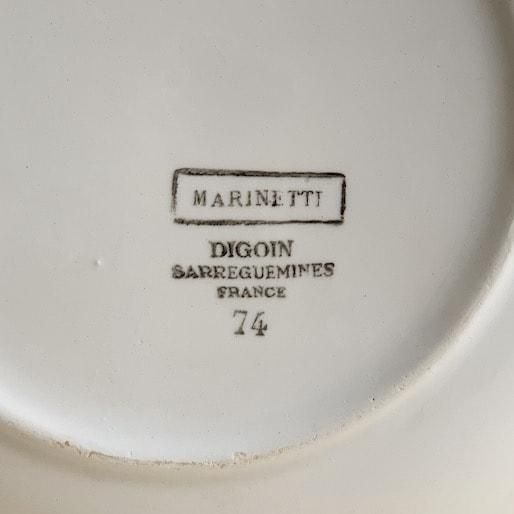 MARINETTI
DIGOIN
SARREGUEMINES
FRANCE
74